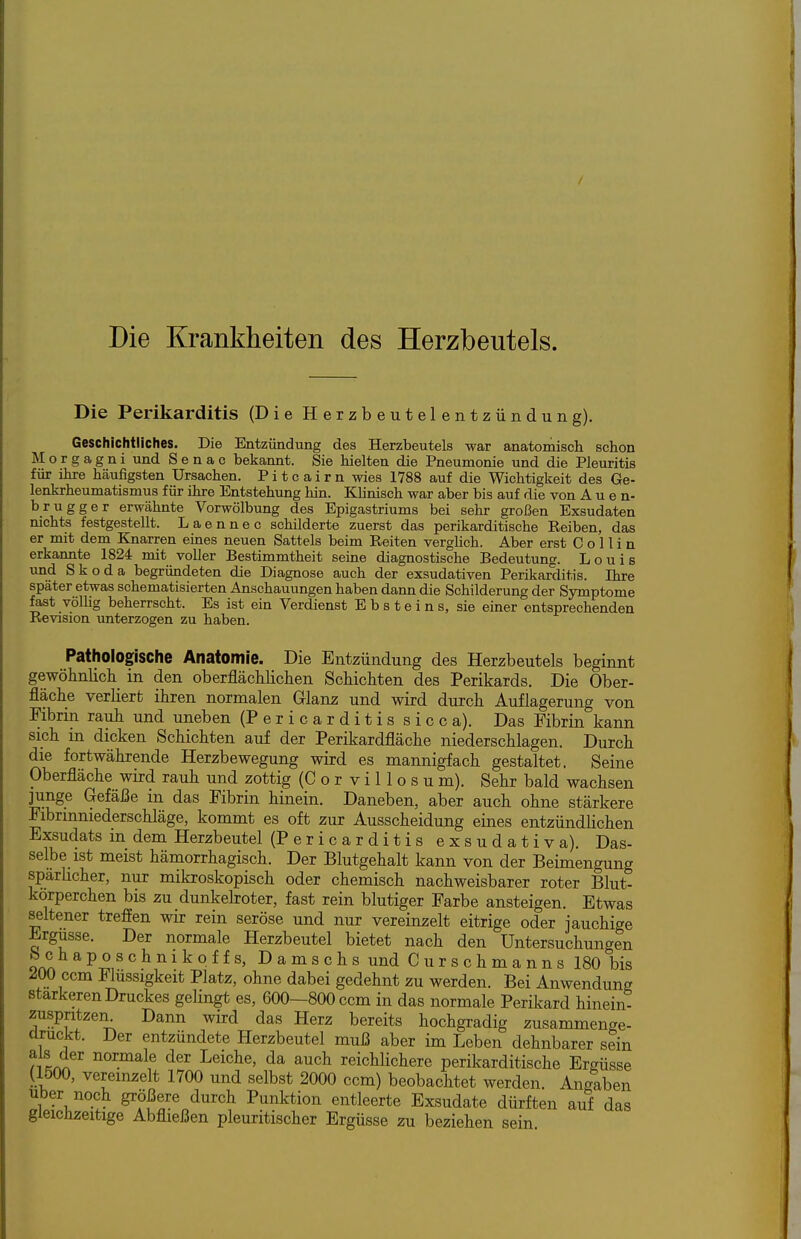 Die Krankheiten des Herzbeutels.
Die Perikarditis (Die Herzbeutelentzündung).
Geschichtliches. Die Entzündung des Herzbeutels war anatomisch schon
Morgagni und Senac bekannt. Sie hielten die Pneumonie und die Pleuritis
für ihre häufigsten Ursachen. Pitcairn wies 1788 auf die Wichtigkeit des Ge-
lenkrheumatismus für ihre Entstehung hin. Klinisch war aber bis auf die von Auen-
brugger erwähnte Vorwölbung des Epigastriums bei sehr großen Exsudaten
nichts festgestellt. Laennec schilderte zuerst das perikarditische Reiben, das
er mit dem Knarren eines neuen Sattels beim Reiten verglich. Aber erst Collin
erkannte 1824 mit voller Bestimmtheit seine diagnostische Bedeutung. Louis
und Skoda begründeten die Diagnose auch der exsudativen Perikarditis. Ihre
später etwas schematisierten Anschauungen haben dann die Schilderung der Symptome
fast völlig beherrscht. Es ist ein Verdienst Ebsteins, sie einer entsprechenden
Revision unterzogen zu haben.
Pathologische Anatomie. Die Entzündung des Herzbeutels beginnt
gewöhnlich in den oberflächlichen Schichten des Perikards. Die Ober-
fläche verliert ihren normalen Glanz und wird durch Auflagerung von
Fibrin rauh und uneben (Pericarditis sicca). Das Fibrin kann
sich in dicken Schichten auf der Perikardfläche niederschlagen. Durch
die fortwährende Herzbewegung wird es mannigfach gestaltet. Seine
Oberfläche wird rauh und zottig (Cor villosum). Sehr bald wachsen
junge Gefäße in das Fibrin hinein. Daneben, aber auch ohne stärkere
Fibrinniederschläge, kommt es oft zur Ausscheidung eines entzündlichen
Exsudats in dem Herzbeutel (Pericarditis exsudativa). Das-
selbe ist meist hämorrhagisch. Der Blutgehalt kann von der Beimengung
spärlicher, nur mikroskopisch oder chemisch nachweisbarer roter Blut-
körperchen bis zu dunkelroter, fast rein blutiger Farbe ansteigen. Etwas
seltener treffen wir rein seröse und nur vereinzelt eitrige oder jauchige
Ergüsse. Der normale Herzbeutel bietet nach den Untersuchungen
Schaposchnikoffs, Damschs und Curschmanns 180 bis
200 ccm Flüssigkeit Platz, ohne dabei gedehnt zu werden. Bei Anwendung
stärkeren Druckes gelingt es, 600—800 ccm in das normale Perikard hinein-
zuspritzen. Dann wird das Herz bereits hochgradig zusammenge-
drückt. Der entzündete Herzbeutel muß aber im Leben dehnbarer sein
als der normale der Leiche, da auch reichlichere perikarditische Ergüsse
(1500, vereinzelt 1700 und selbst 2000 ccm) beobachtet werden. Angaben
über noch größere durch Punktion entleerte Exsudate dürften auf das
gleichzeitige Abfließen pleuritischer Ergüsse zu beziehen sein.